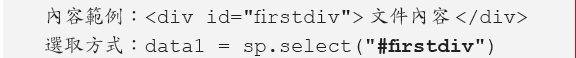 內容範例：<div id="firstdiv">文件內容</div>
選取方式：data1 = sp.select("#firstdiv")